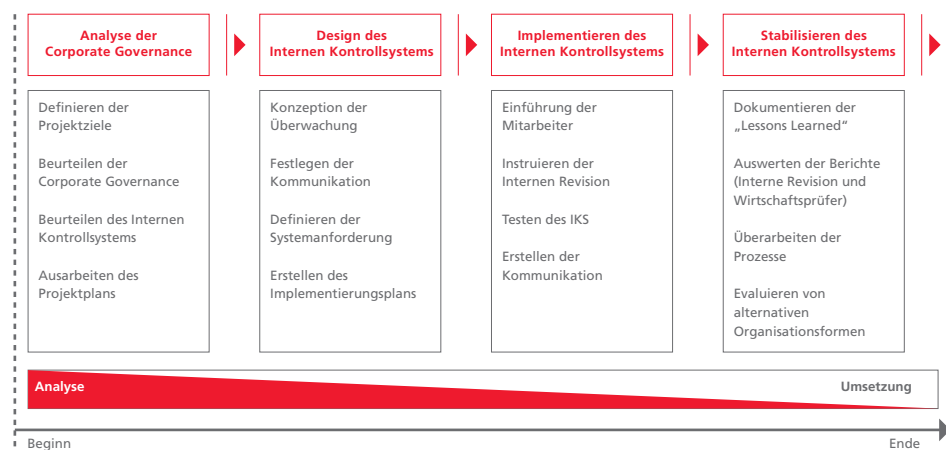 Analyse der
Corporate Governance
Design des
Internen Kontrollsystems
Implementieren des
Internen Kontrollsystems
Stabilisieren des
Internen Kontrollsystems
Definieren der
Projektziele
Beurteilen der
Corporate Governance
Beurteilen des Internen
Kontrollsystems
Ausarbeiten des
Projektplans
Konzeption der
Überwachung
Festlegen der
Kommunikation
Definieren der
Systemanforderung
Erstellen des
Implementierungsplans
Einführung der
Mitarbeiter
Instruieren der
Internen Revision
Testen des IKS
Erstellen der
Kommunikation
Dokumentieren der
„Lessons Learned“
Auswerten der Berichte
(Interne Revision und
Wirtschaftsprüfer)
Überarbeiten der
Prozesse
Evaluieren von
alternativen
Organisationsformen
Analyse
Umsetzung
Beginn
Ende